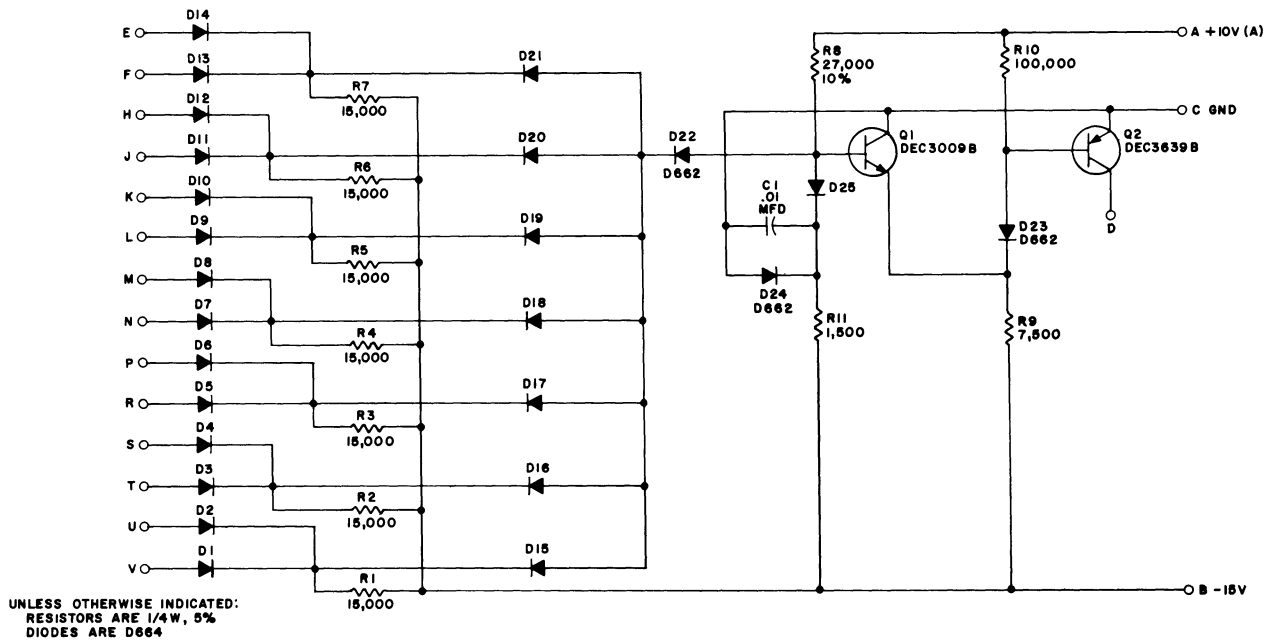 D14
E
D13
F
R7
15,000
D21
D12
H
D11
J
R6
15,000
D20
D10
K
D9
L
R5
15,000
D19
D8
M
D7
N
R4
15,000
D18
D6
P
D5
R
R3
15,000
D17
D4
S
D3
T
R2
15,000
D16
D2
U
D1
V
R1
15,000
D15
D22
D662
R8
27,000
10%
R10
100,000
A +10V (A)
C GND
Q1
DEC3009B
Q2
DEC3639B
D25
C1
.01
MFD
D24
D662
D23
D662
D
R11
1,500
R9
7,500
B -15V
UNLESS OTHERWISE INDICATED:
RESISTORS ARE 1/4W, 5%
DIODES ARE D664